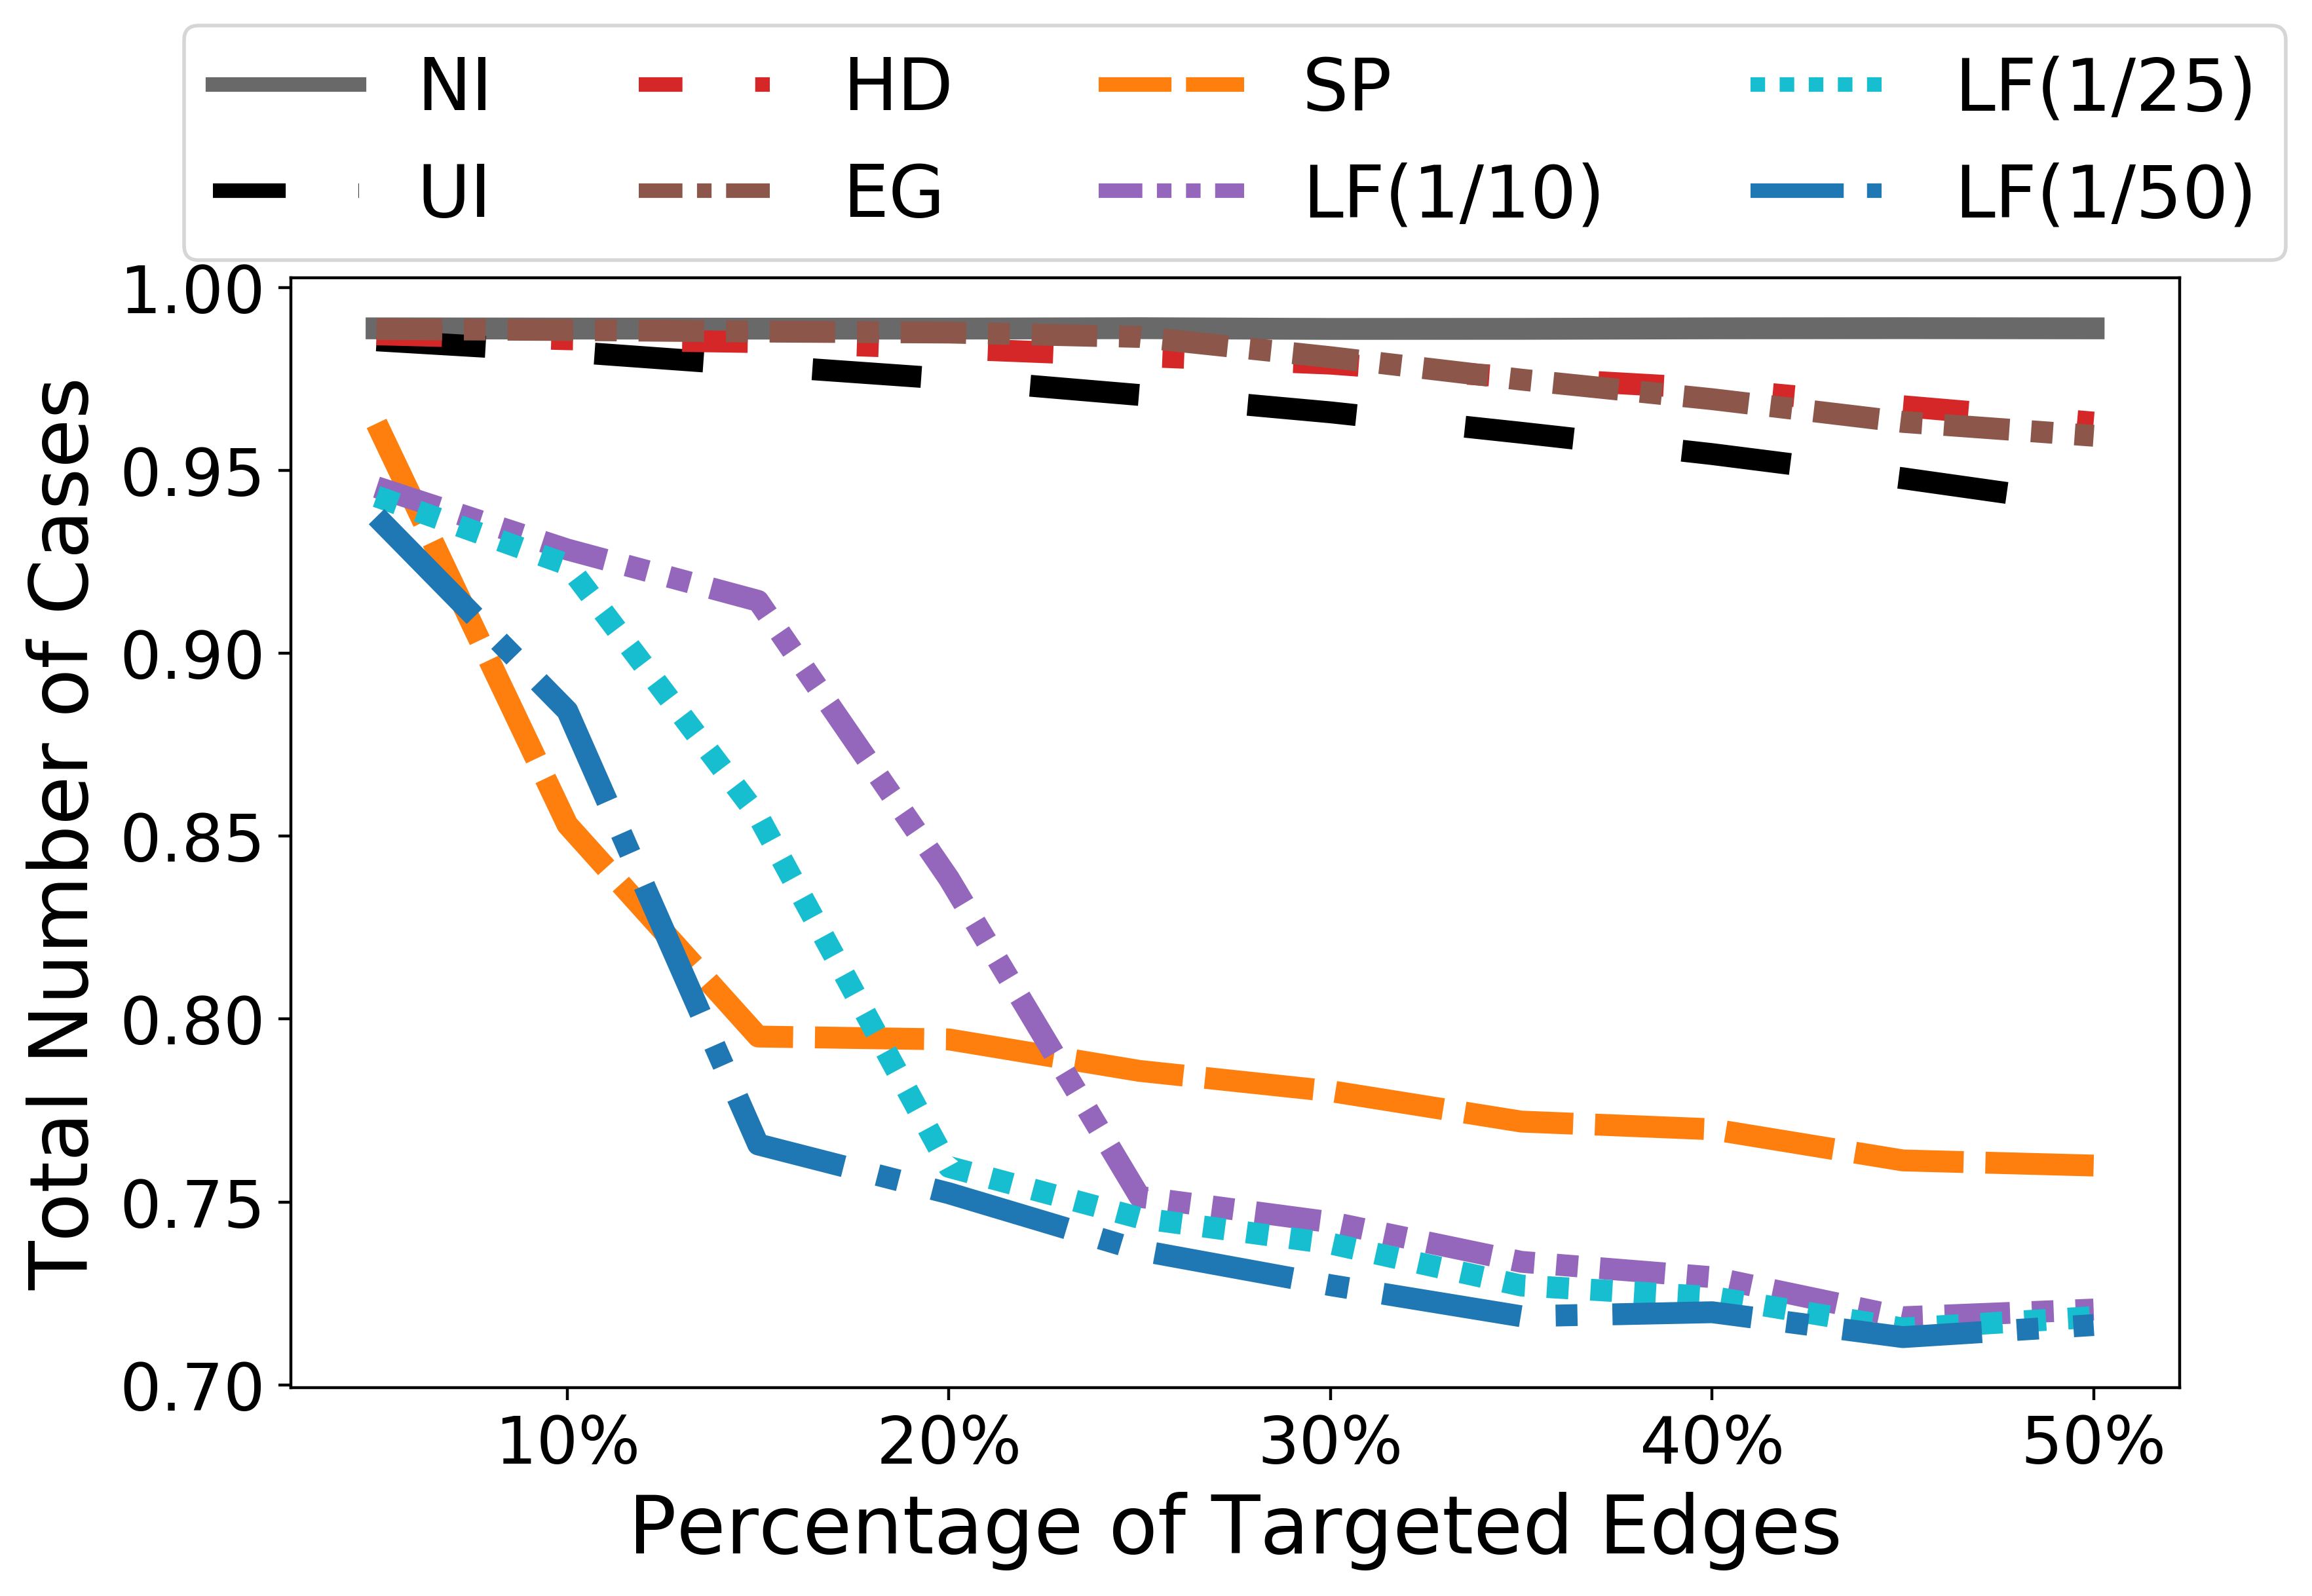 NI HD SP LF(1/25)
UI EG LF(1/10) LF(1/50)
1.00
0.95
0.90
0.85
0.80
0.75
0.70
Total Number of Cases
10% 20% 30% 40% 50%
Percentage of Targeted Edges